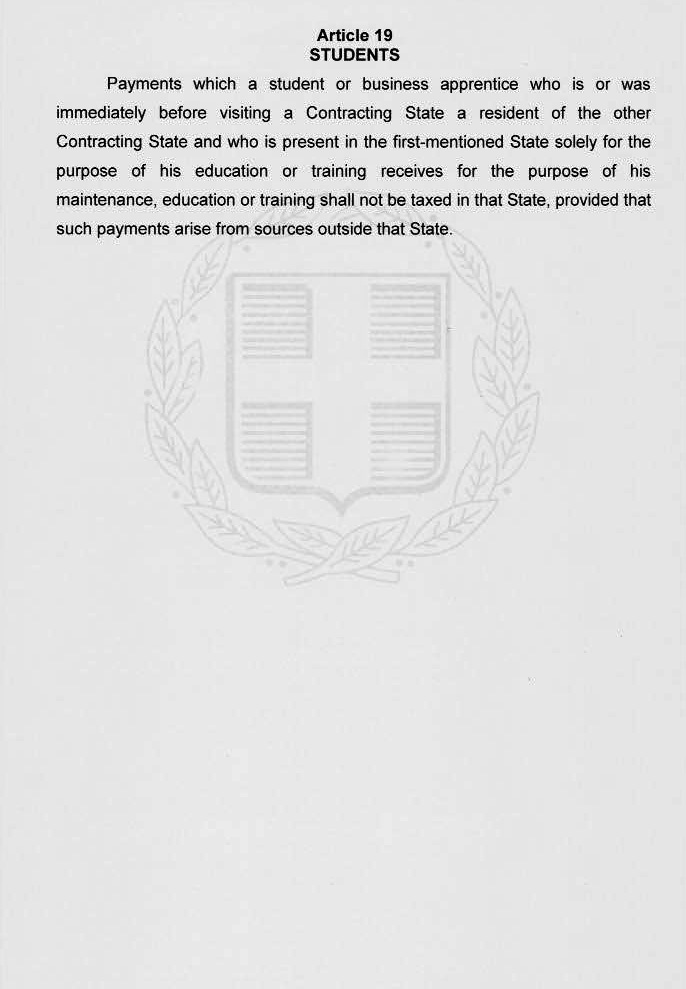 Article 19
STUDENTS
Payments which a student or business apprentice who is or was
immediately before visiting a Contracting State a resident of the other
Contracting State and who is present in the first-mentioned State solely for the
purpose of his education or training receives for the purpose of his
maintenance, education or training shall not be taxed in that State, provided that
such payments arise from sources outside that State.